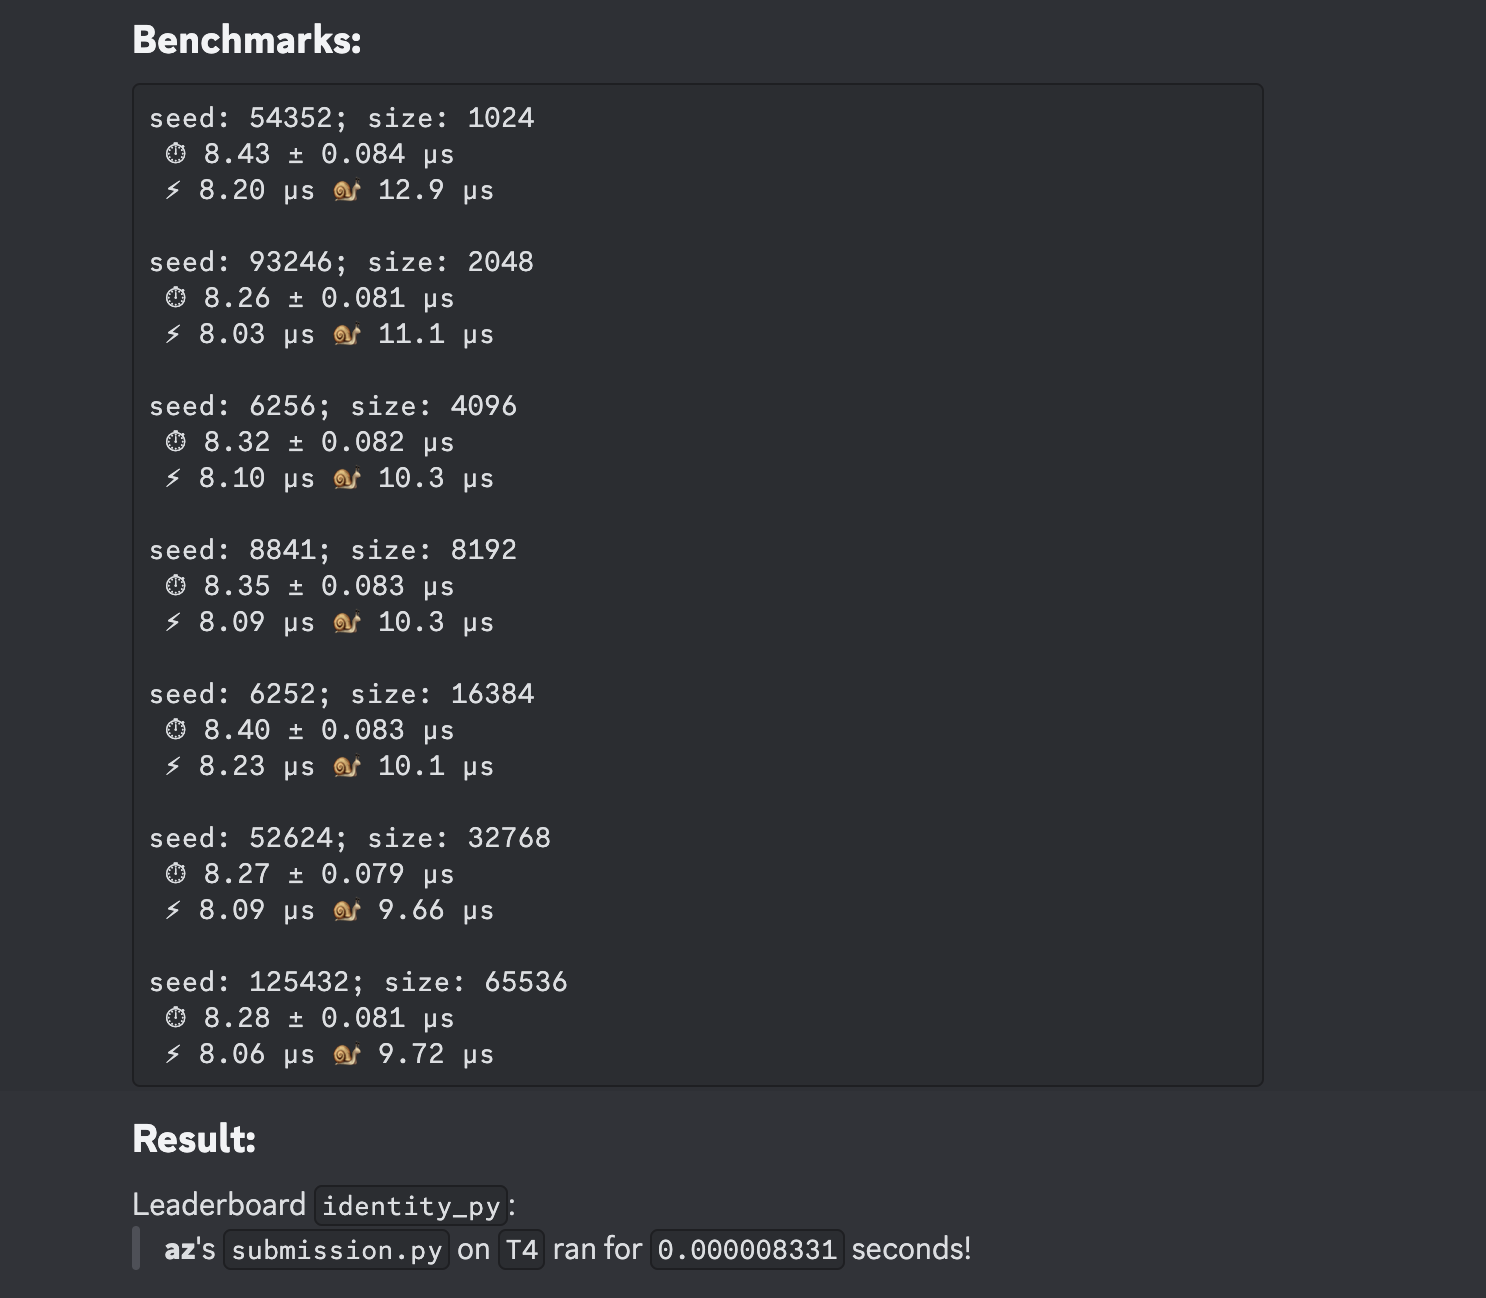 Benchmarks:
seed: 54352; size: 1024
⏱ 8.43 ± 0.084 µs
⚡ 8.20 µs 🐌 12.9 µs
seed: 93246; size: 2048
⏱ 8.26 ± 0.081 µs
⚡ 8.03 µs 🐌 11.1 µs
seed: 6256; size: 4096
⏱ 8.32 ± 0.082 µs
⚡ 8.10 µs 🐌 10.3 µs
seed: 8841; size: 8192
⏱ 8.35 ± 0.083 µs
⚡ 8.09 µs 🐌 10.3 µs
seed: 6252; size: 16384
⏱ 8.40 ± 0.083 µs
⚡ 8.23 µs 🐌 10.1 µs
seed: 52624; size: 32768
⏱ 8.27 ± 0.079 µs
⚡ 8.09 µs 🐌 9.66 µs
seed: 125432; size: 65536
⏱ 8.28 ± 0.081 µs
⚡ 8.06 µs 🐌 9.72 µs
Result:
Leaderboard identity_py:
az's submission.py on T4 ran for 0.000008331 seconds!